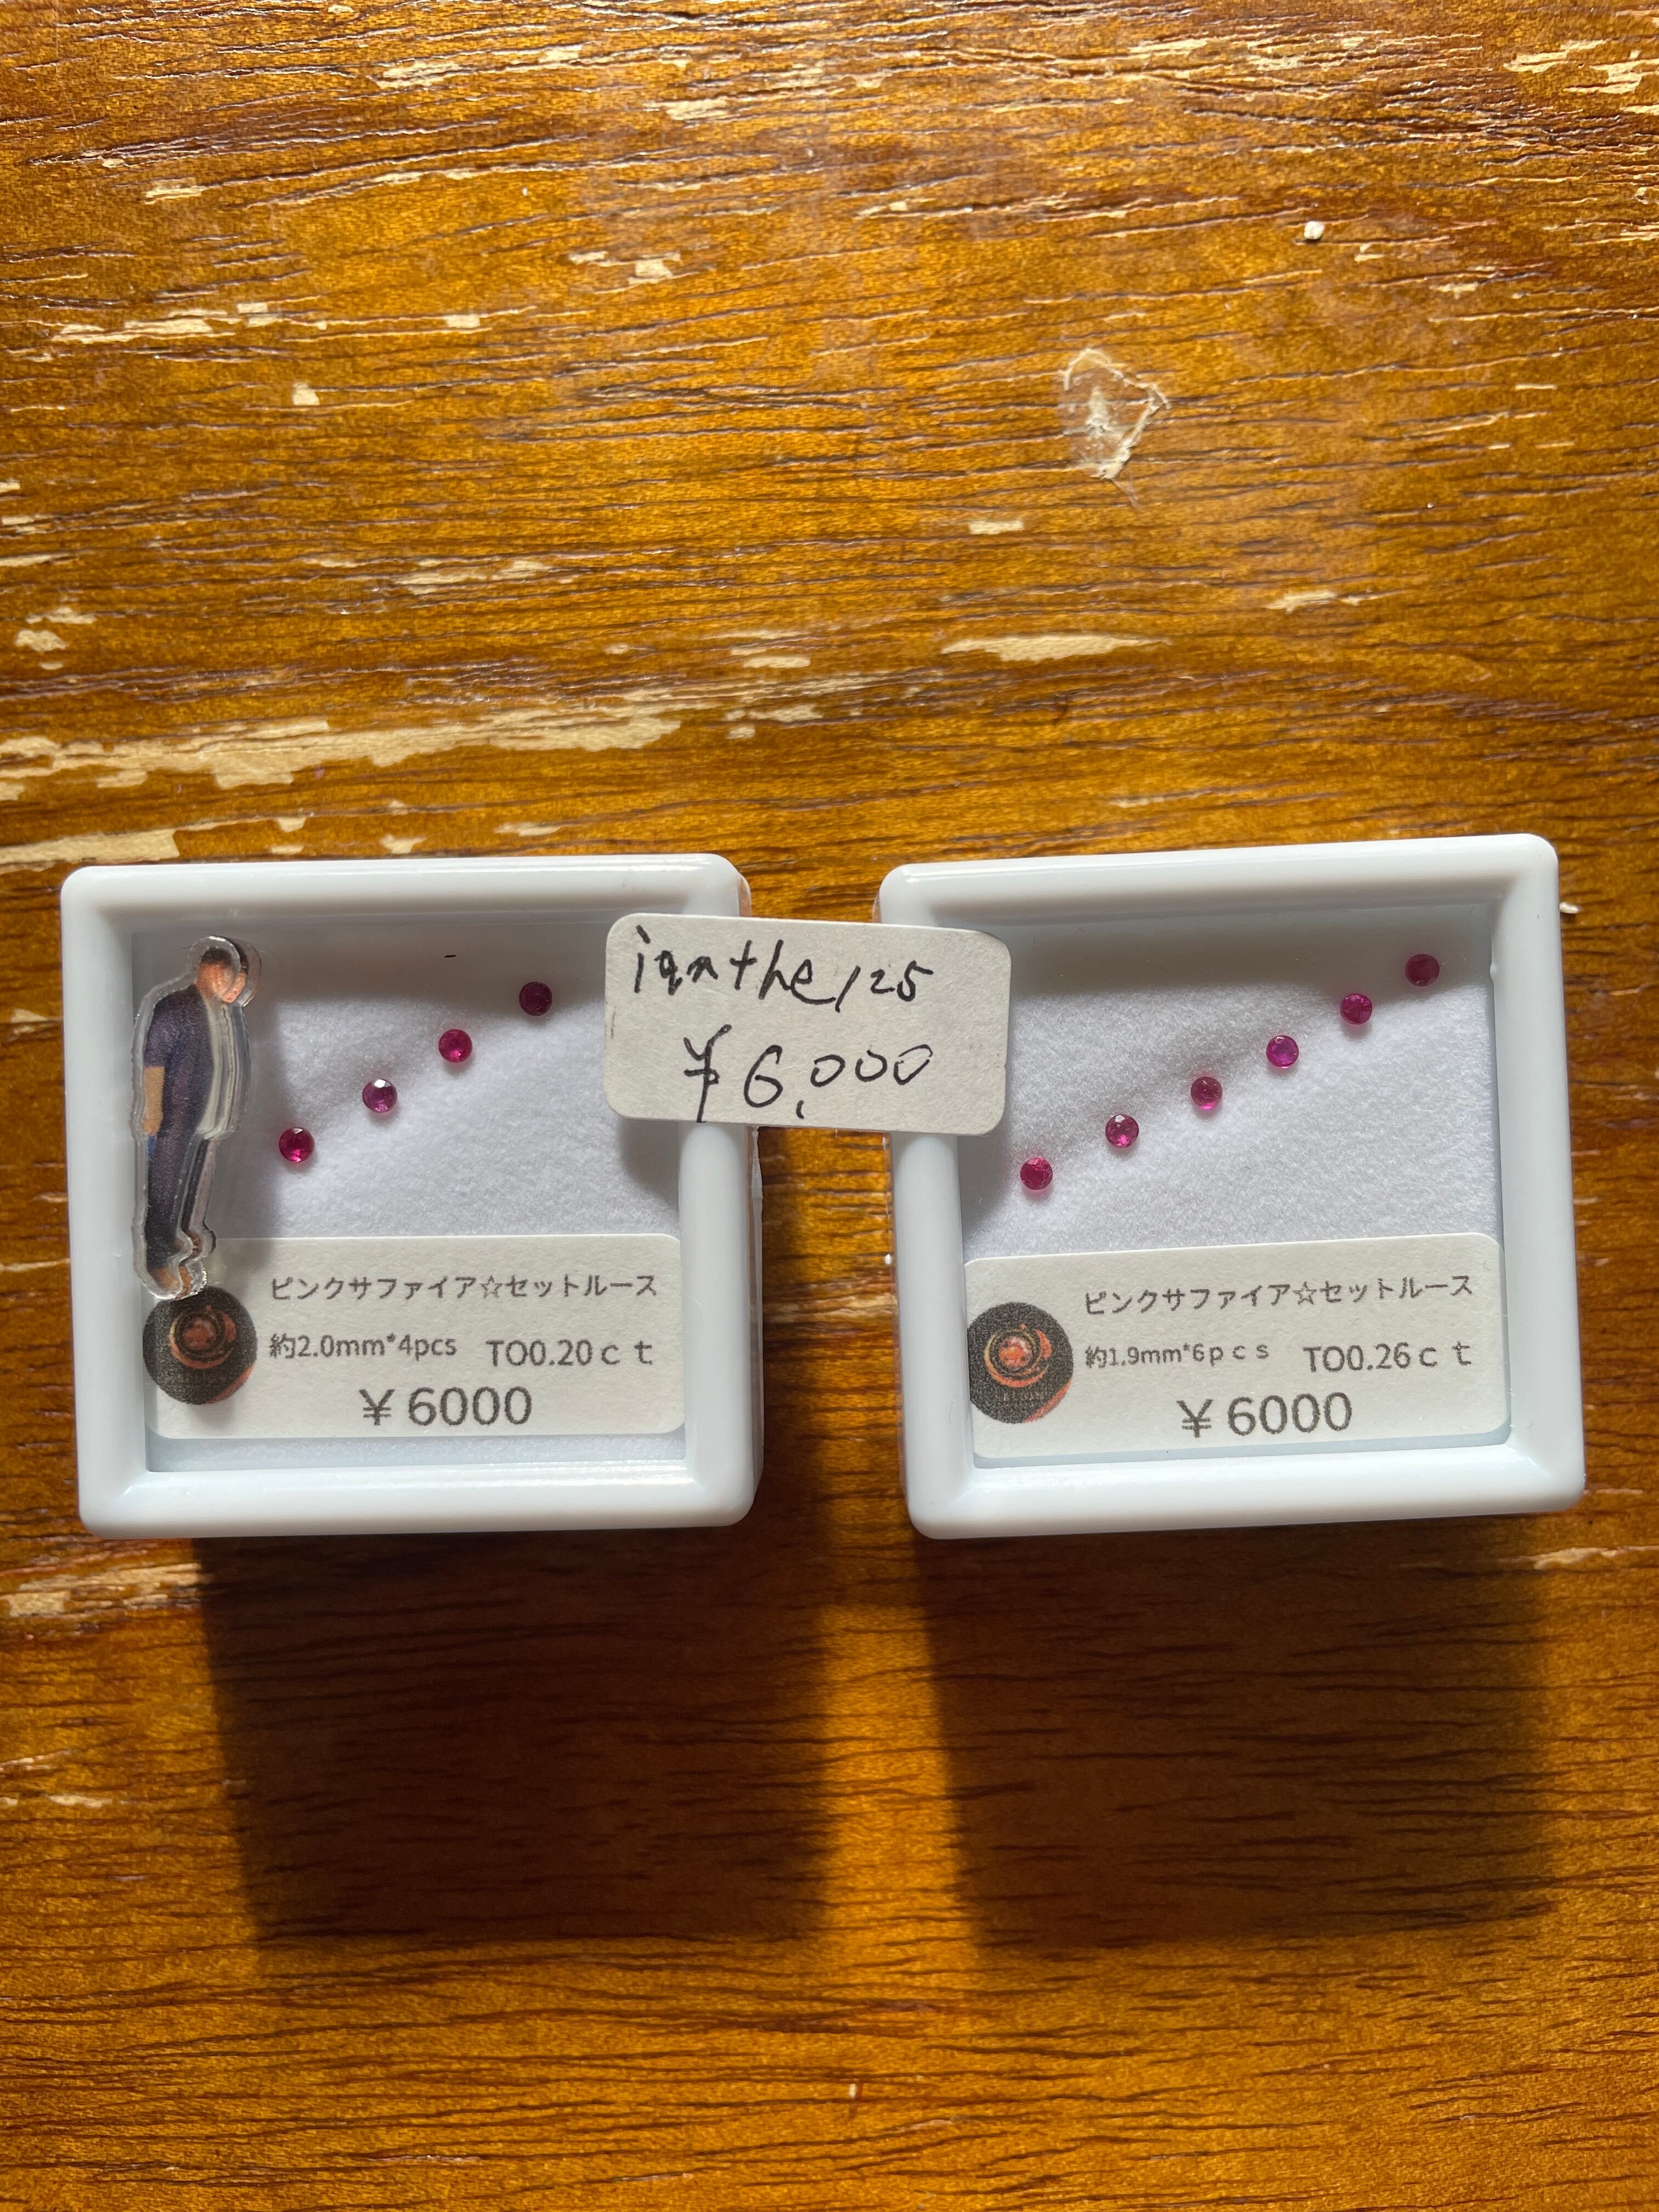 ¥6,000
ピンクサファイア☆セットルース
約2.0mm*4pcs TO0.20ct
¥6000
ピンクサファイア☆セットルース
約1.9mm*6pcs TO0.26ct
¥6000